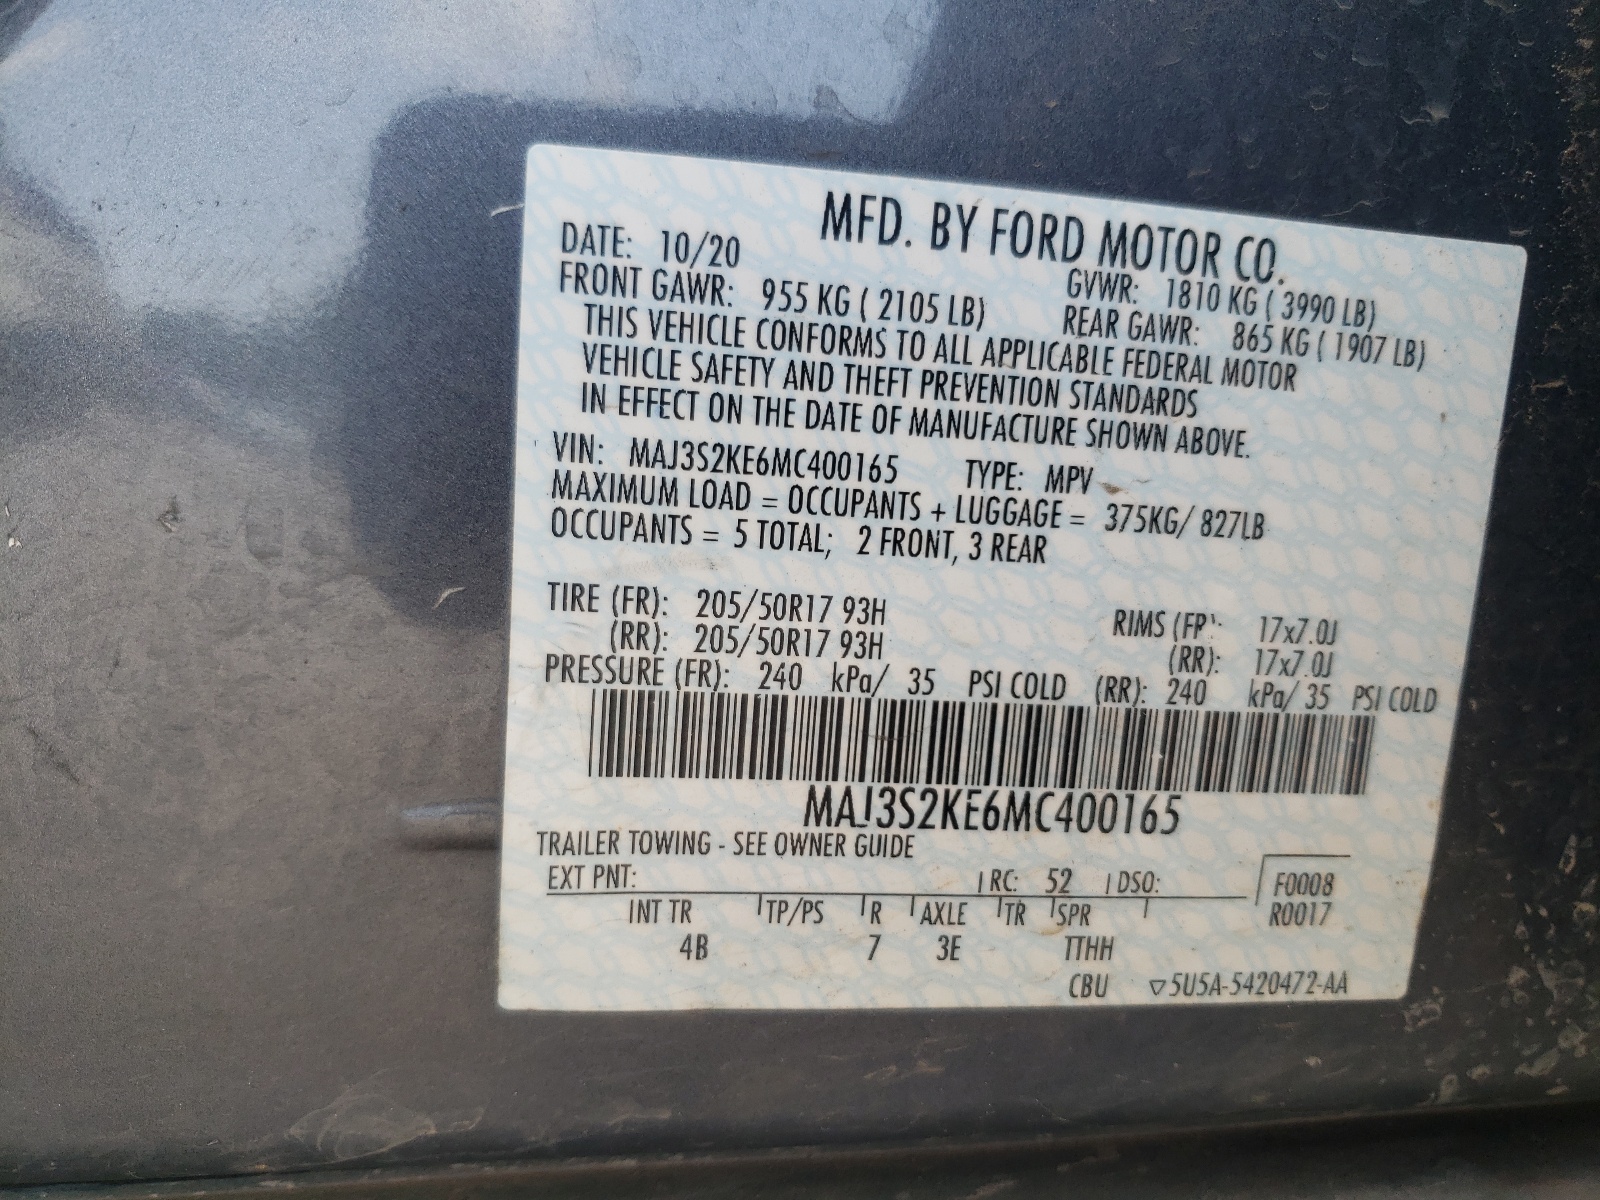 MFD. BY FORD MOTOR CO.
DATE: 10/20 GVWR: 1810 KG ( 3990 LB)
FRONT GAWR: 955 KG ( 2105 LB) REAR GAWR: 865 KG ( 1907 LB)
THIS VEHICLE CONFORMS TO ALL APPLICABLE FEDERAL MOTOR
VEHICLE SAFETY AND THEFT PREVENTION STANDARDS
IN EFFECT ON THE DATE OF MANUFACTURE SHOWN ABOVE.
VIN: MAJ3S2KE6MC400165 TYPE: MPV
MAXIMUM LOAD = OCCUPANTS + LUGGAGE = 375KG/ 827LB
OCCUPANTS = 5 TOTAL; 2 FRONT, 3 REAR
TIRE (FR): 205/50R17 93H RIMS (FR): 17x7.0J
(RR): 205/50R17 93H (RR): 17x7.0J
PRESSURE (FR): 240 kPa/ 35 PSI COLD (RR): 240 kPa/ 35 PSI COLD
MAJ3S2KE6MC400165
TRAILER TOWING - SEE OWNER GUIDE
EXT PNT: RC: 52 DSO: F0008
INT TR TP/PS R AXLE TR SPR R0017
4B 7 3E TTHH
CBU ▽5U5A-5420472-AA